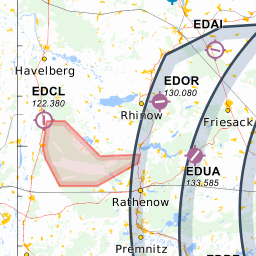 EDAI
Havelberg
EDOR
130.080
EDCL
122.380
Rhinow
Friesack
EDUA
133.585
Rathenow
Premnitz